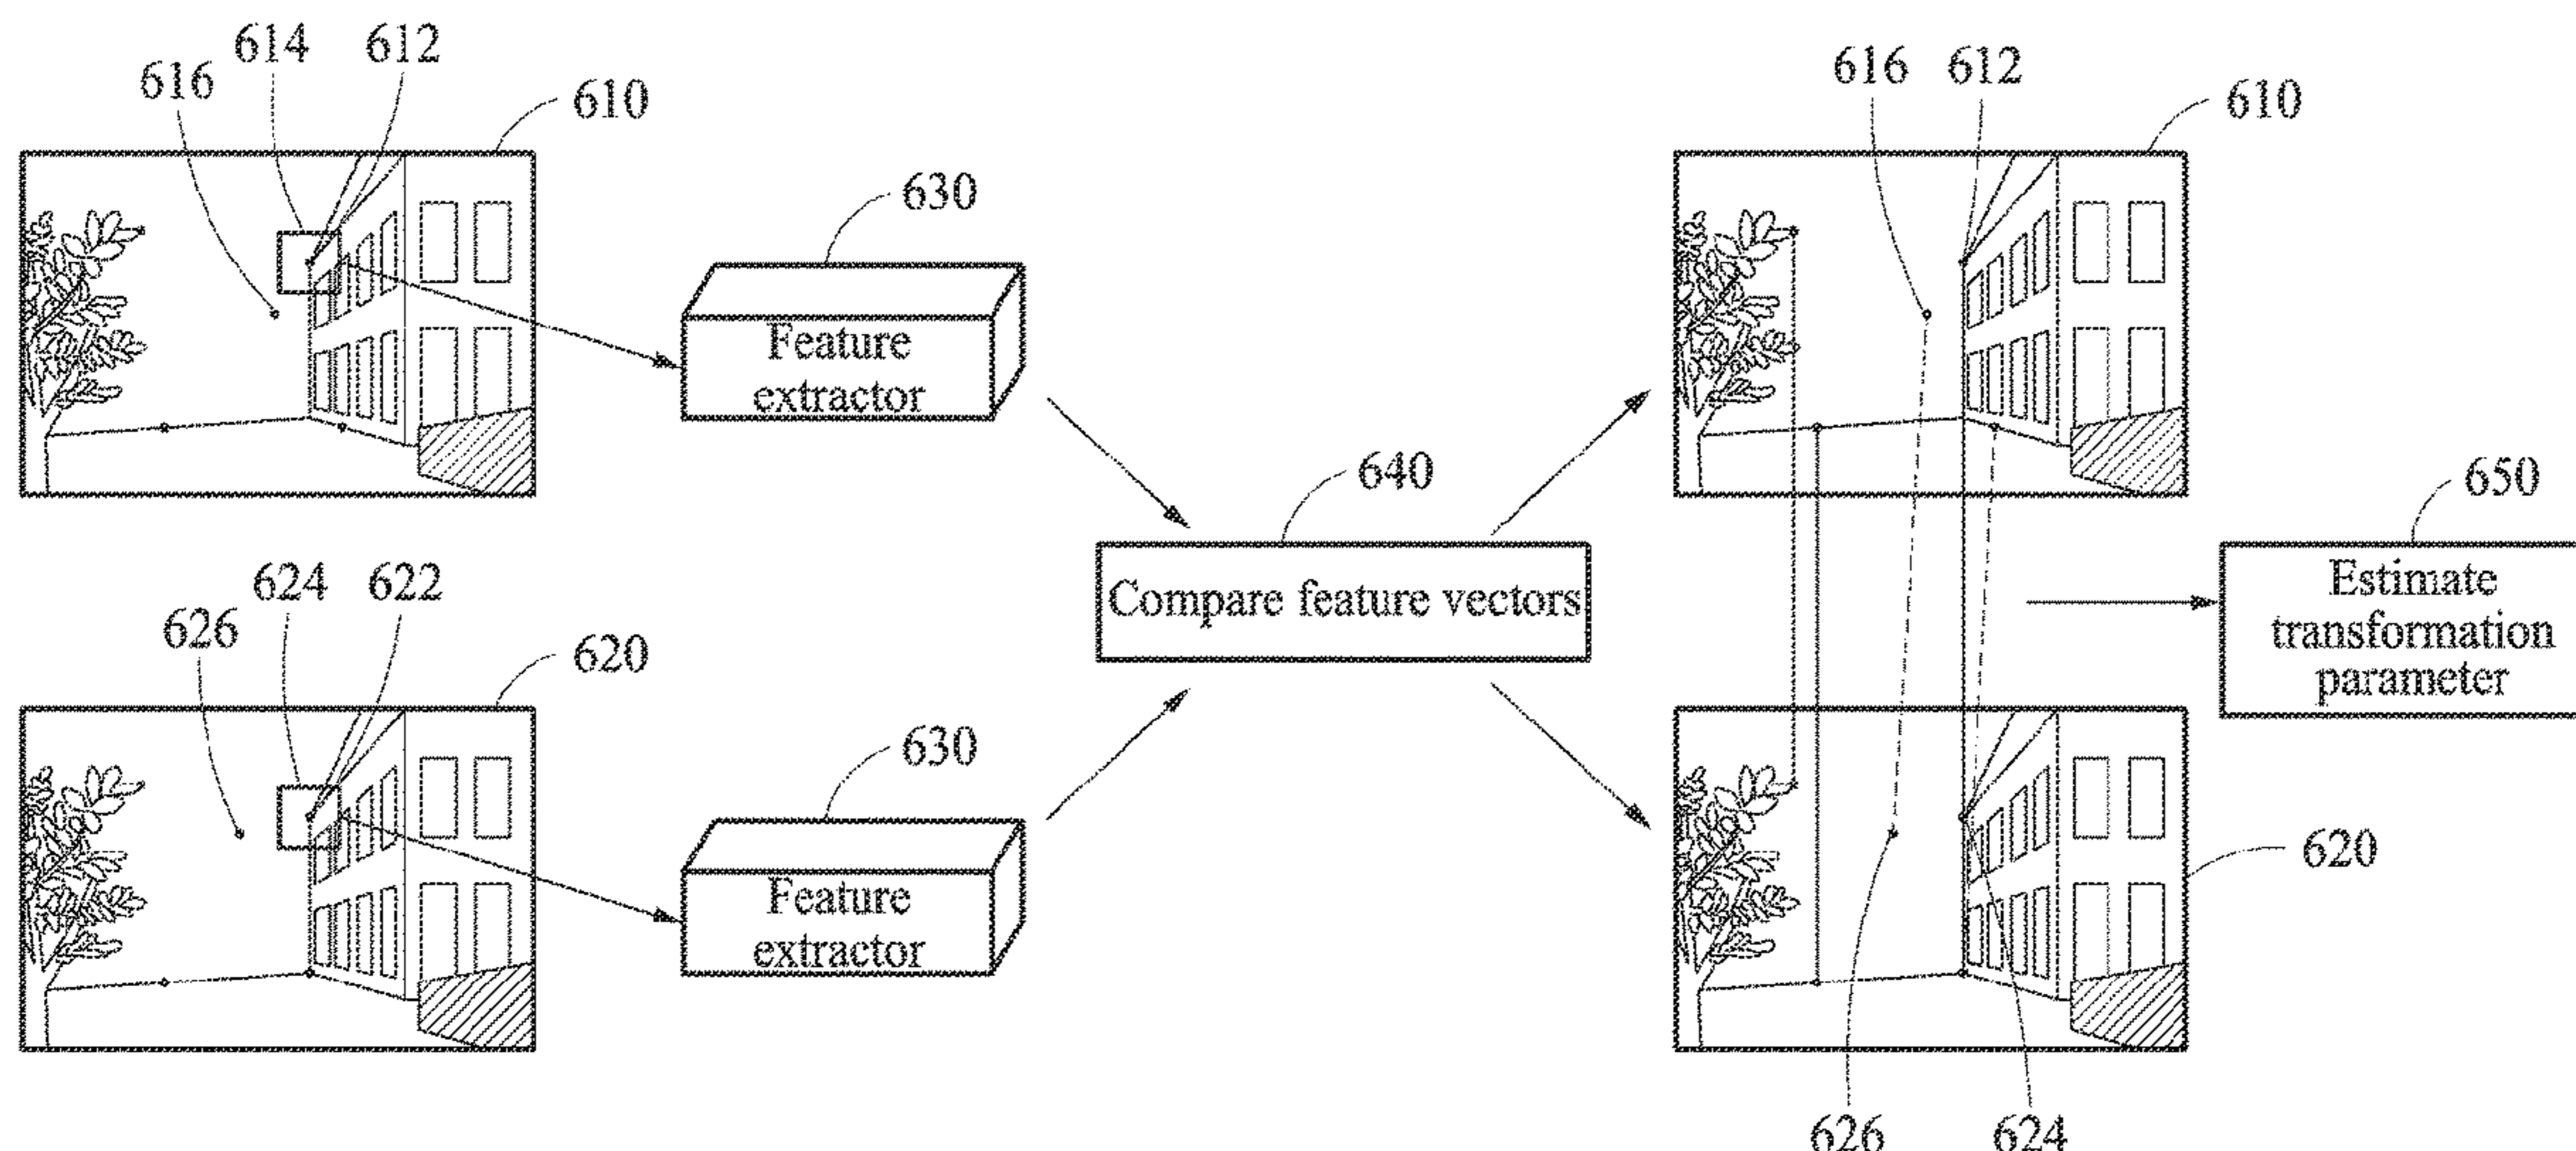 614 612
616
610
630
Feature
extractor
624 622
626
620
630
Feature
extractor
640
Compare feature vectors
616 612
610
650
Estimate
transformation
parameter
620
626 624